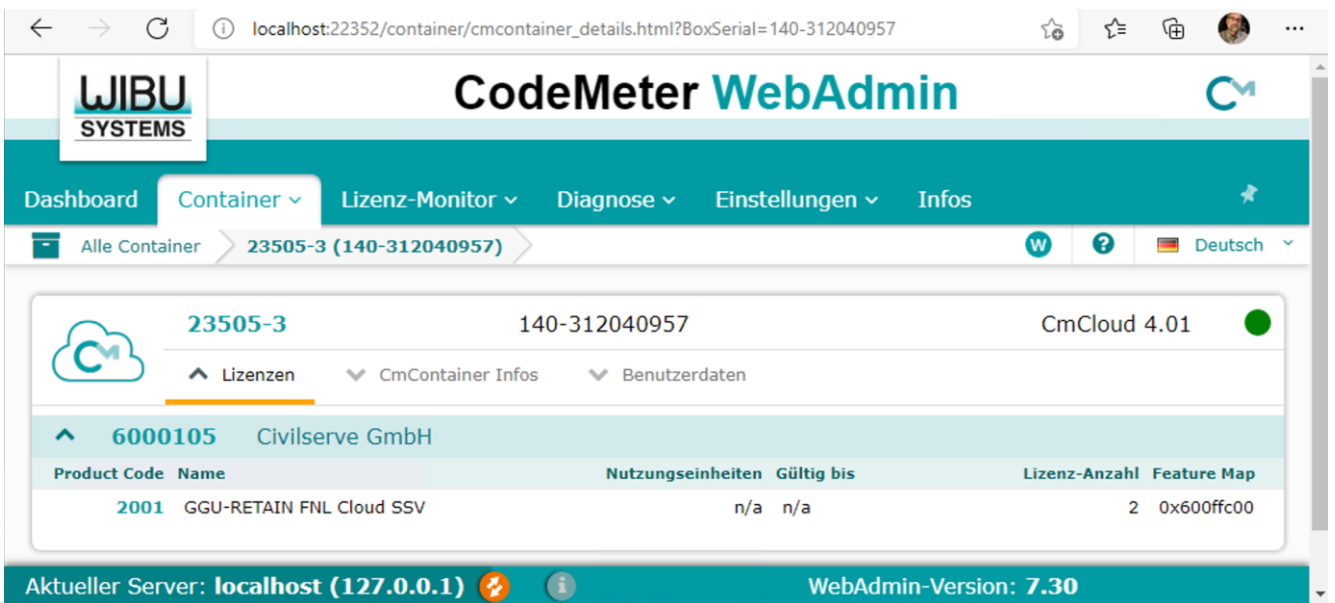 localhost:22352/container/cmcontainer_details.html?BoxSerial=140-312040957
WIBU
SYSTEMS
CodeMeter WebAdmin
CM
Dashboard Container Lizenz-Monitor Diagnose Einstellungen Infos
Alle Container 23505-3 (140-312040957) W ? Deutsch
CM
23505-3 140-312040957 CmCloud 4.01
Lizenzen CmContainer Infos Benutzerdaten
6000105 Civilserve GmbH
Product Code Name Nutzungseinheiten Gültig bis Lizenz-Anzahl Feature Map
2001 GGU-RETAIN FNL Cloud SSV n/a n/a 2 0x600ffc00
Aktueller Server: localhost (127.0.0.1) WebAdmin-Version: 7.30